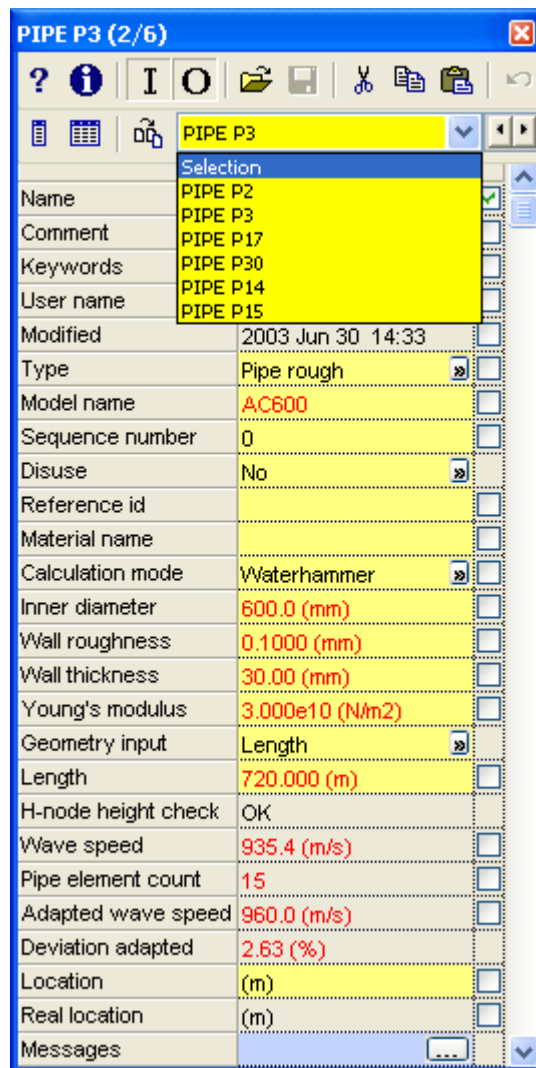 PIPE P3 (2/6)
? i I O
PIPE P3
Selection
PIPE P2
PIPE P3
PIPE P17
PIPE P30
PIPE P14
PIPE P15
Name
Comment
Keywords
User name
Modified 2003 Jun 30 14:33
Type Pipe rough
Model name AC600
Sequence number 0
Disuse No
Reference id
Material name
Calculation mode Waterhammer
Inner diameter 600.0 (mm)
Wall roughness 0.1000 (mm)
Wall thickness 30.00 (mm)
Young's modulus 3.000e10 (N/m2)
Geometry input Length
Length 720.000 (m)
H-node height check OK
Wave speed 935.4 (m/s)
Pipe element count 15
Adapted wave speed 960.0 (m/s)
Deviation adapted 2.63 (%)
Location (m)
Real location (m)
Messages ...